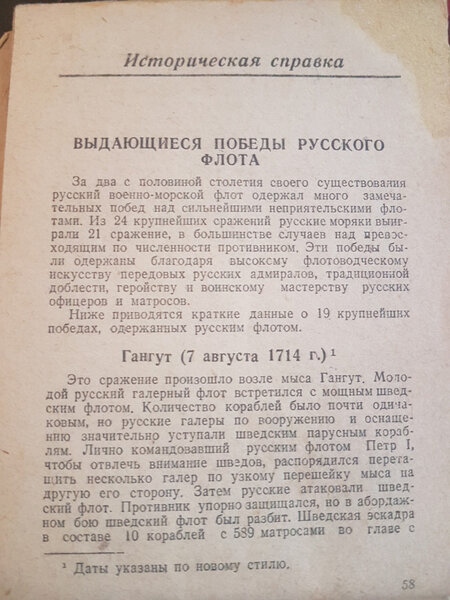 Историческая справка
ВЫДАЮЩИЕСЯ ПОБЕДЫ РУССКОГО
ФЛОТА
За два с половиной столетия своего существования
русский военно-морской флот одержал много замеча-
тельных побед над сильнейшими неприятельскими фло-
тами. Из 24 крупнейших сражений русские моряки выиг-
рали 21 сражение, в большинстве случаев над превос-
ходящим по численности противником. Эти победы бы-
ли одержаны благодаря высокому флотоводческому
искусству передовых русских адмиралов, традиционной
доблести, геройству и воинскому мастерству русских
офицеров и матросов.
Ниже приводятся краткие данные о 19 крупнейших
победах, одержанных русским флотом.
Гангут (7 августа 1714 г.) ¹
Это сражение произошло возле мыса Гангут. Моло-
дой русский галерный флот встретился с мощным швед-
ским флотом. Количество кораблей было почти одина-
ковым, но русские галеры по вооружению и оснаще-
нию значительно уступали шведским парусным кораб-
лям. Лично командовавший русским флотом Петр I,
чтобы отвлечь внимание шведов, распорядился перета-
щить несколько галер по узкому перешейку мыса на
другую его сторону. Затем русские атаковали швед-
ский флот. Противник упорно защищался, но в абордаж-
ном бою шведский флот был разбит. Шведская эскадра
в составе 10 кораблей с 589 матросами во главе с
¹ Даты указаны по новому стилю.
58